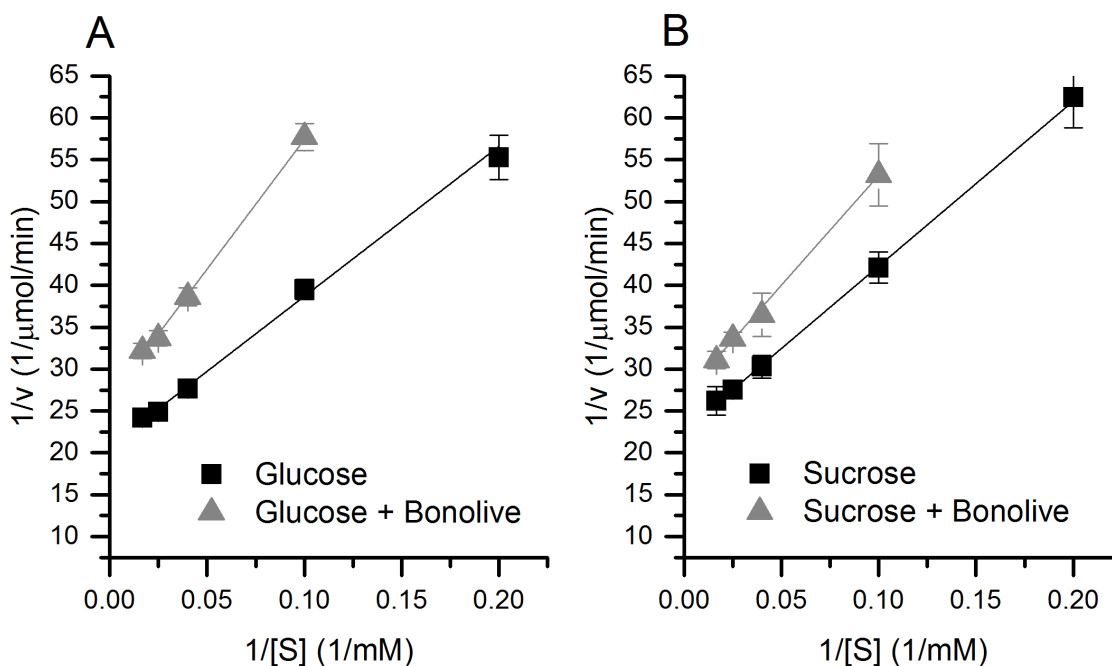 A
1/v (1/μmol/min)
65
60
55
50
45
40
35
30
25
20
15
10
Glucose
Glucose + Bonolive
0.00 0.05 0.10 0.15 0.20
1/[S] (1/mM)
B
1/v (1/μmol/min)
65
60
55
50
45
40
35
30
25
20
15
10
Sucrose
Sucrose + Bonolive
0.00 0.05 0.10 0.15 0.20
1/[S] (1/mM)